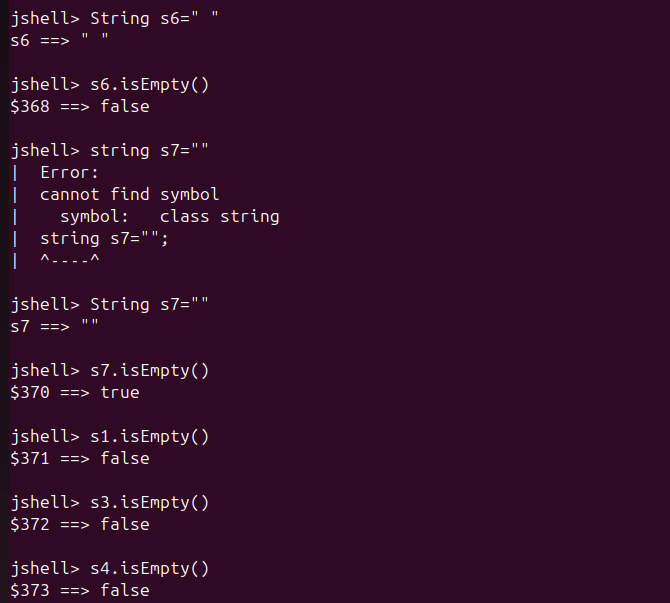 jshell> String s6=" "
s6 ==> " "
jshell> s6.isEmpty()
$368 ==> false
jshell> string s7=""
|  Error:
|  cannot find symbol
|    symbol:   class string
|  string s7="";
|  ^----^
jshell> String s7=""
s7 ==> ""
jshell> s7.isEmpty()
$370 ==> true
jshell> s1.isEmpty()
$371 ==> false
jshell> s3.isEmpty()
$372 ==> false
jshell> s4.isEmpty()
$373 ==> false